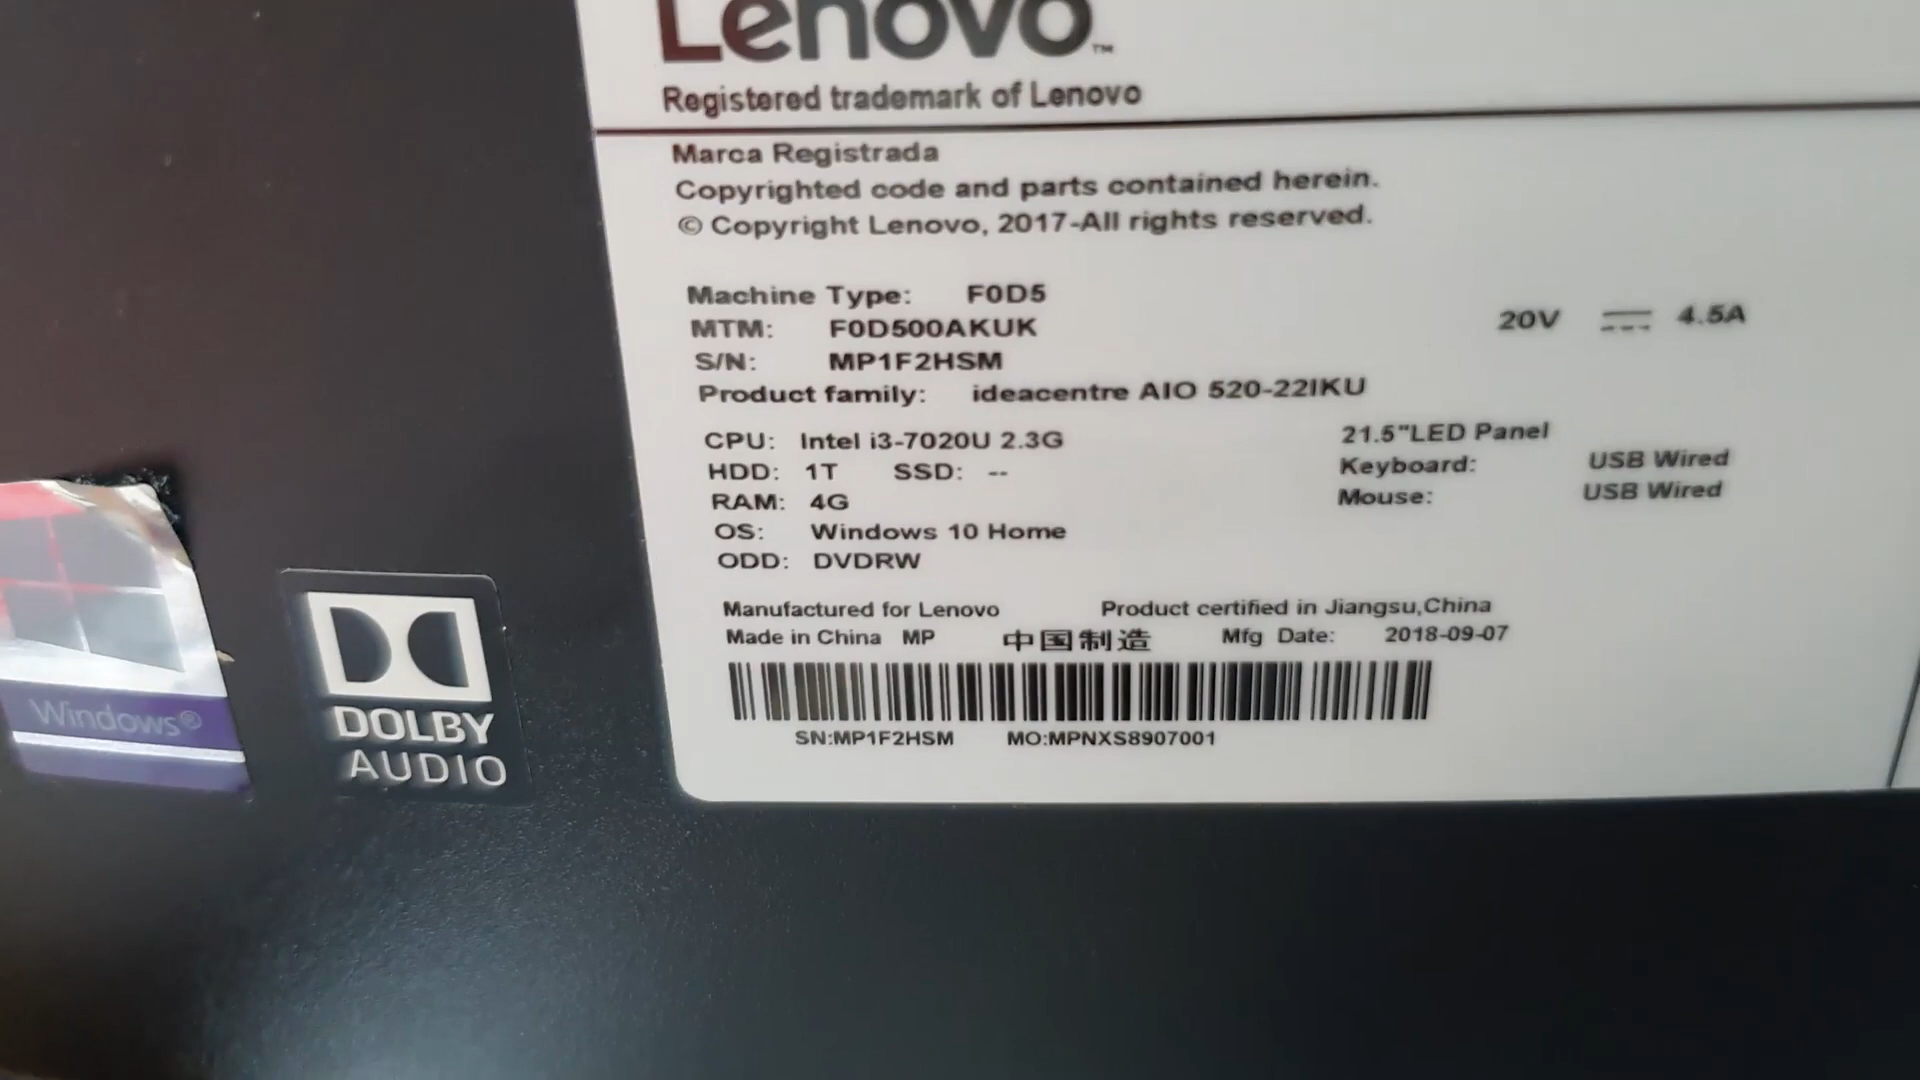 Lenovo™
Registered trademark of Lenovo
Marca Registrada
Copyrighted code and parts contained herein.
© Copyright Lenovo, 2017-All rights reserved.
Machine Type: F0D5
MTM: F0D500AKUK
20V 4.5A
S/N: MP1F2HSM
Product family: ideacentre AIO 520-22IKU
CPU: Intel i3-7020U 2.3G
21.5"LED Panel
HDD: 1T SSD: --
Keyboard: USB Wired
RAM: 4G
Mouse: USB Wired
OS: Windows 10 Home
ODD: DVDRW
Manufactured for Lenovo Product certified in Jiangsu,China
Made in China MP 中国制造 Mfg Date: 2018-09-07
SN:MP1F2HSM MO:MPNXS8907001
Windows®
DOLBY
AUDIO